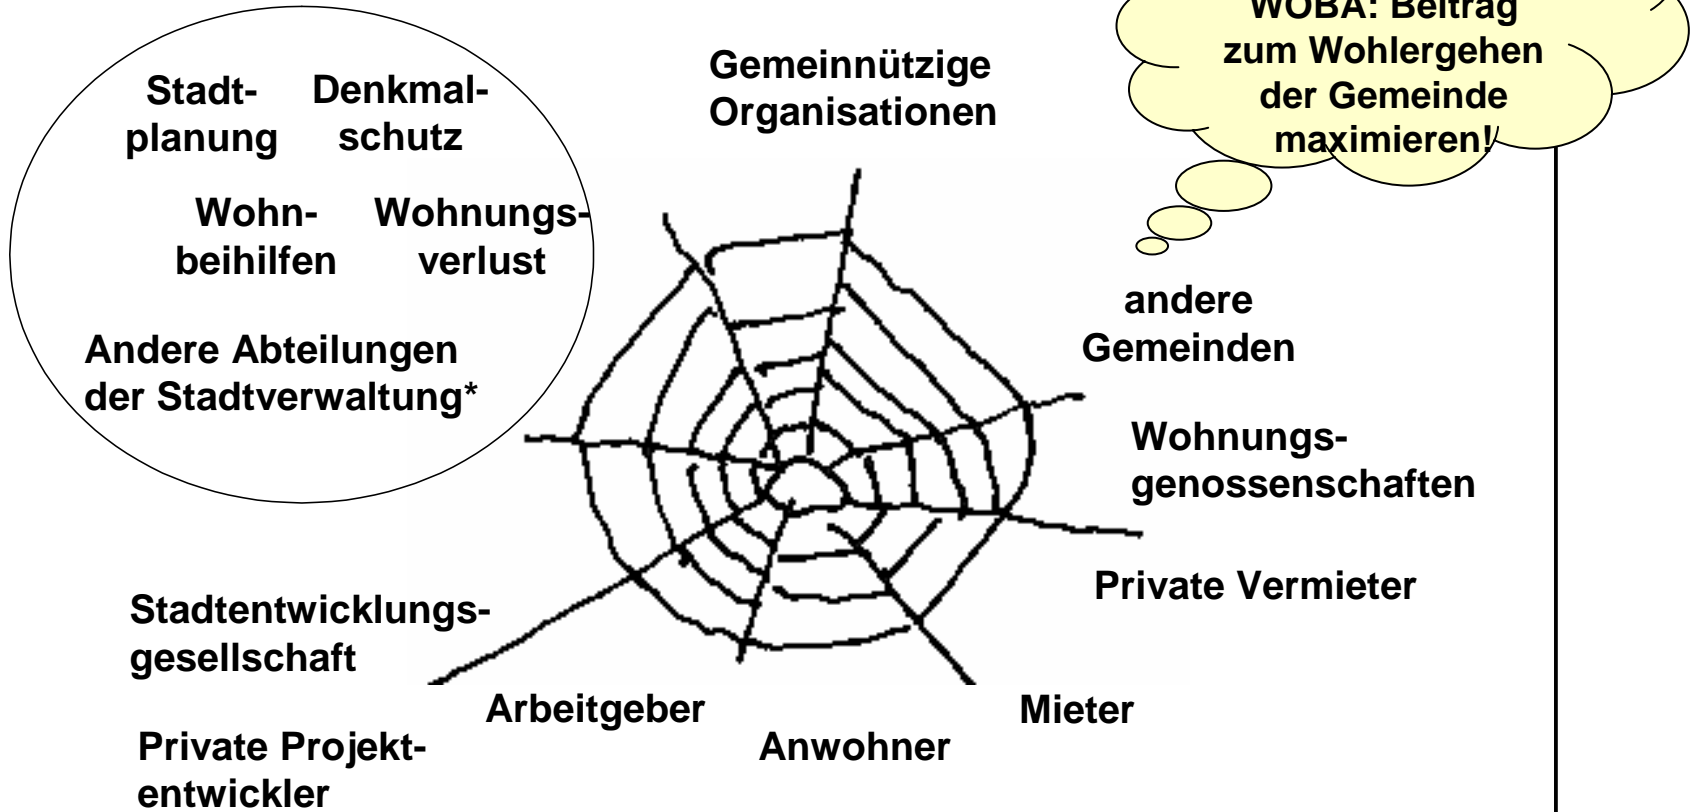 WOBA: Beitrag
zum Wohlergehen
der Gemeinde
maximieren!
Stadt-
planung
Denkmal-
schutz
Wohn-
beihilfen
Wohnungs-
verlust
Andere Abteilungen
der Stadtverwaltung*
Gemeinnützige
Organisationen
andere
Gemeinden
Wohnungs-
genossenschaften
Private Vermieter
Mieter
Anwohner
Arbeitgeber
Stadtentwicklungs-
gesellschaft
Private Projekt-
entwickler